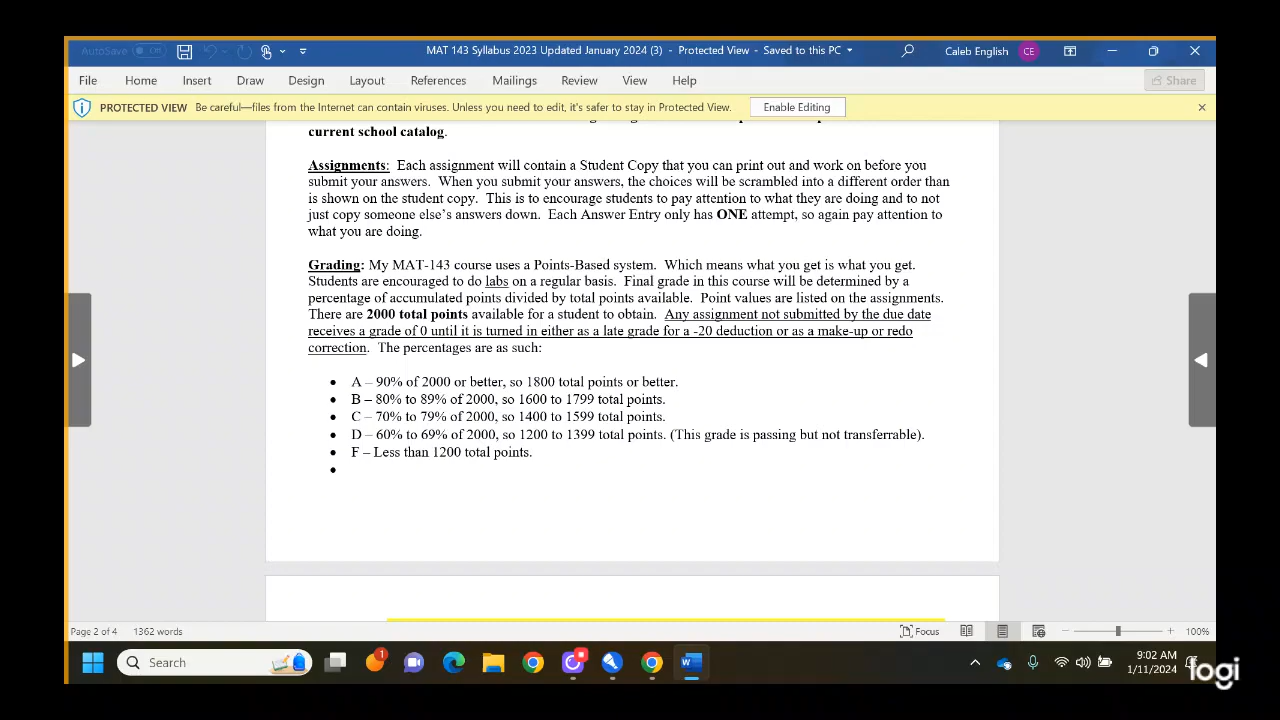 AutoSave Off
MAT 143 Syllabus 2023 Updated January 2024 (3) - Protected View - Saved to this PC
Caleb English CE
File Home Insert Draw Design Layout References Mailings Review View Help Share
PROTECTED VIEW Be careful—files from the Internet can contain viruses. Unless you need to edit, it's safer to stay in Protected View. Enable Editing
current school catalog.
Assignments: Each assignment will contain a Student Copy that you can print out and work on before you
submit your answers. When you submit your answers, the choices will be scrambled into a different order than
is shown on the student copy. This is to encourage students to pay attention to what they are doing and to not
just copy someone else's answers down. Each Answer Entry only has ONE attempt, so again pay attention to
what you are doing.
Grading: My MAT-143 course uses a Points-Based system. Which means what you get is what you get.
Students are encouraged to do labs on a regular basis. Final grade in this course will be determined by a
percentage of accumulated points divided by total points available. Point values are listed on the assignments.
There are 2000 total points available for a student to obtain. Any assignment not submitted by the due date
receives a grade of 0 until it is turned in either as a late grade for a -20 deduction or as a make-up or redo
correction. The percentages are as such:
• A – 90% of 2000 or better, so 1800 total points or better.
• B – 80% to 89% of 2000, so 1600 to 1799 total points.
• C – 70% to 79% of 2000, so 1400 to 1599 total points.
• D – 60% to 69% of 2000, so 1200 to 1399 total points. (This grade is passing but not transferrable).
• F – Less than 1200 total points.
•
Page 2 of 4 1362 words Focus 100%
Search 1 9:02 AM
1/11/2024
logi